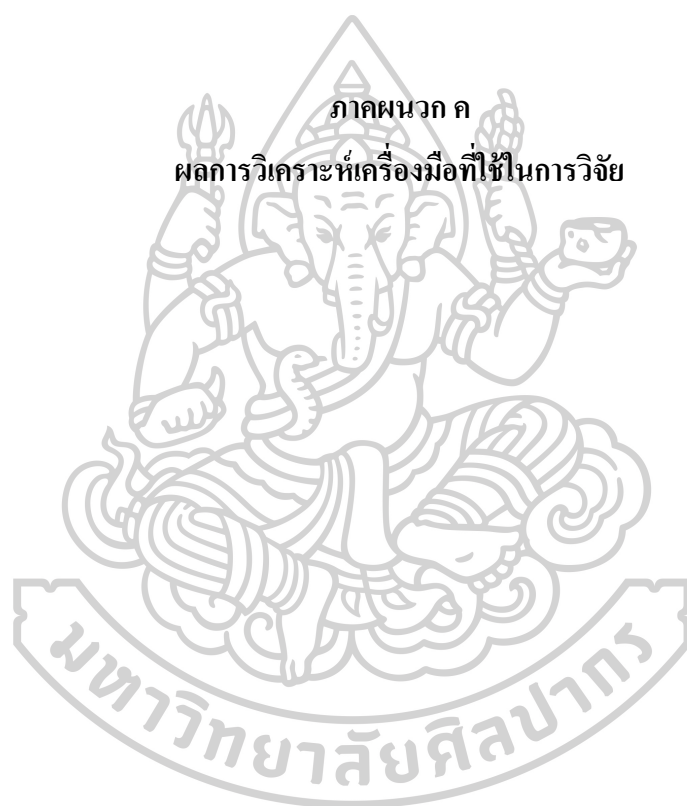 ภาคผนวก ค
ผลการวิเคราะห์เครื่องมือที่ใช้ในการวิจัย
มหาวิทยาลัยศิลปากร